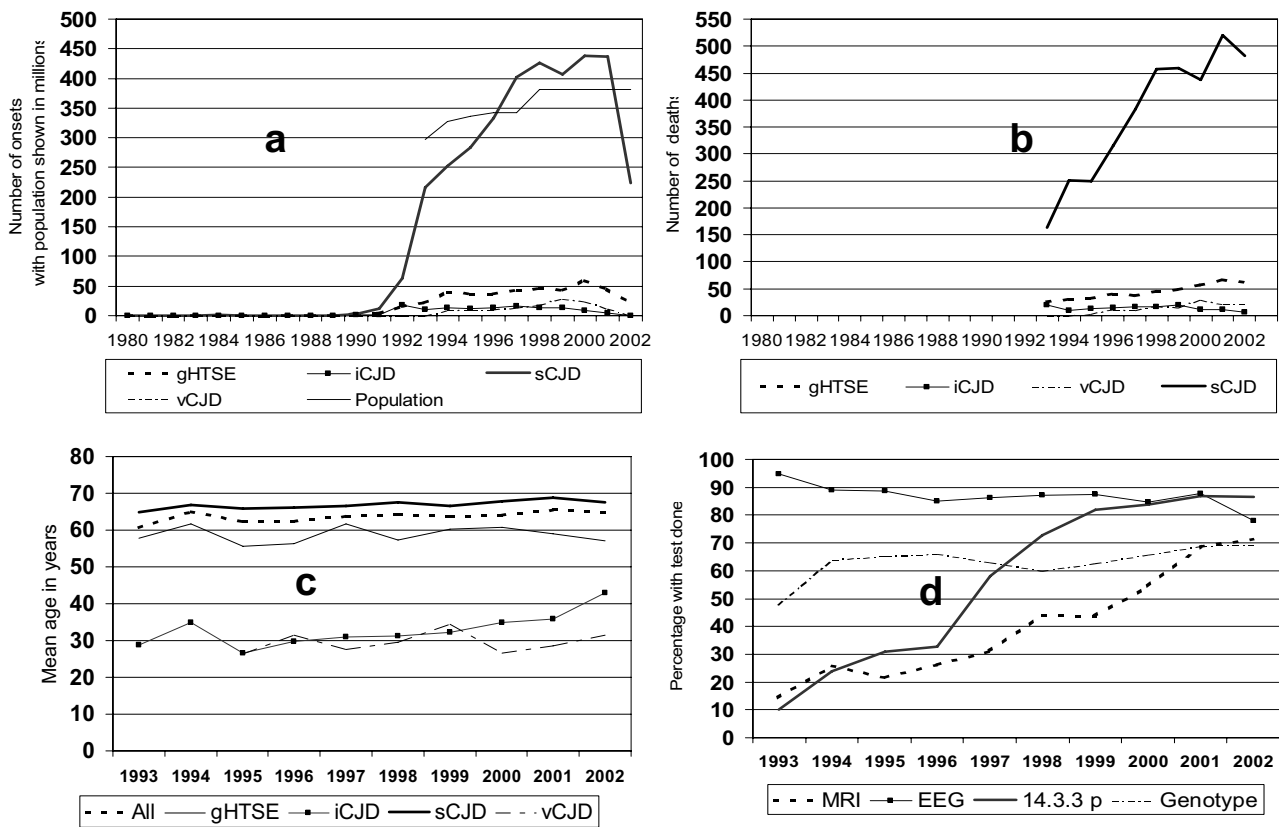 Number of onsets
with population shown in millions
500
450
400
350
300
250
200
150
100
50
0
a
1980 1982 1984 1986 1988 1990 1992 1994 1996 1998 2000 2002
gHTSE iCJD sCJD
vCJD Population
Number of deaths
550
500
450
400
350
300
250
200
150
100
50
0
b
1980 1982 1984 1986 1988 1990 1992 1994 1996 1998 2000 2002
gHTSE iCJD vCJD sCJD
Mean age in years
80
70
60
50
40
30
20
10
0
c
1993 1994 1995 1996 1997 1998 1999 2000 2001 2002
All gHTSE iCJD sCJD vCJD
Percentage with test done
100
90
80
70
60
50
40
30
20
10
0
d
1993 1994 1995 1996 1997 1998 1999 2000 2001 2002
MRI EEG 14.3.3 p Genotype